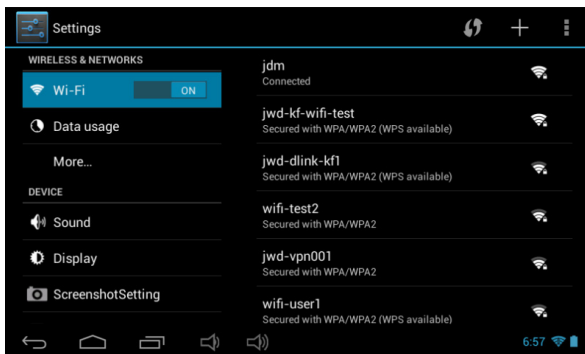 Settings
WIRELESS & NETWORKS
Wi-Fi
ON
Data usage
More...
DEVICE
Sound
Display
ScreenshotSetting
jdm
Connected
jwd-kf-wifi-test
Secured with WPA/WPA2 (WPS available)
jwd-dlink-kf1
Secured with WPA/WPA2 (WPS available)
wifi-test2
Secured with WPA/WPA2
jwd-vpn001
Secured with WPA/WPA2
wifi-user1
Secured with WPA/WPA2 (WPS available)
6:57